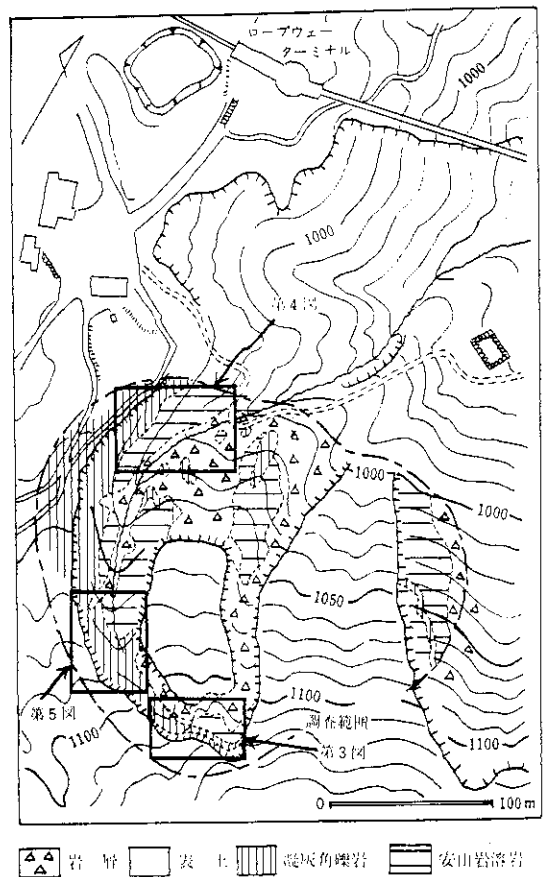 ロープウェー
ターミナル
1000
1000
第4図
1000
1000
1050
1100
第5図
1100
調査範囲
第3図
1100
0 100m
岩屑 表土 凝灰角礫岩 安山岩溶岩